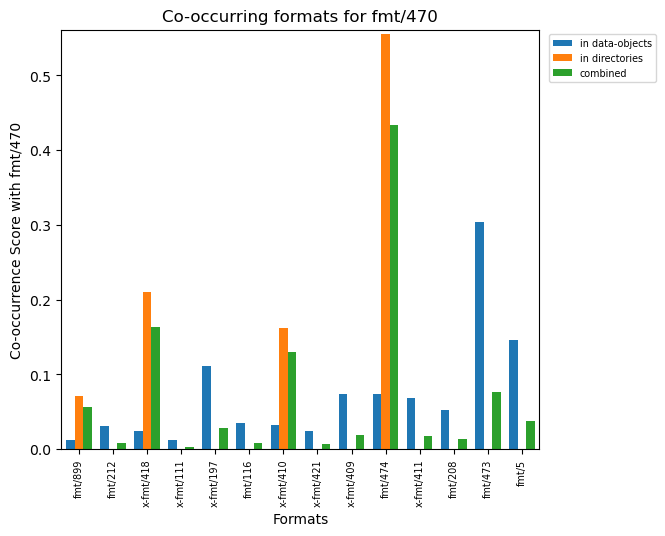 Co-occurring formats for fmt/470
in data-objects
in directories
combined
Co-occurrence Score with fmt/470
0.5
0.4
0.3
0.2
0.1
0.0
fmt/899
fmt/212
x-fmt/418
x-fmt/111
x-fmt/197
fmt/116
x-fmt/410
x-fmt/421
x-fmt/409
fmt/474
x-fmt/411
fmt/208
fmt/473
fmt/5
Formats